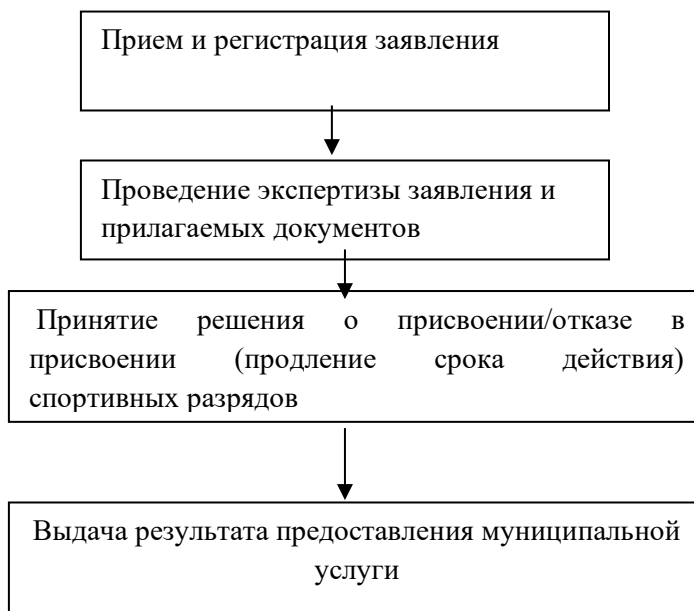 Прием и регистрация заявления
Проведение экспертизы заявления и
прилагаемых документов
Принятие решения о присвоении/отказе в
присвоении (продление срока действия)
спортивных разрядов
Выдача результата предоставления муниципальной
услуги